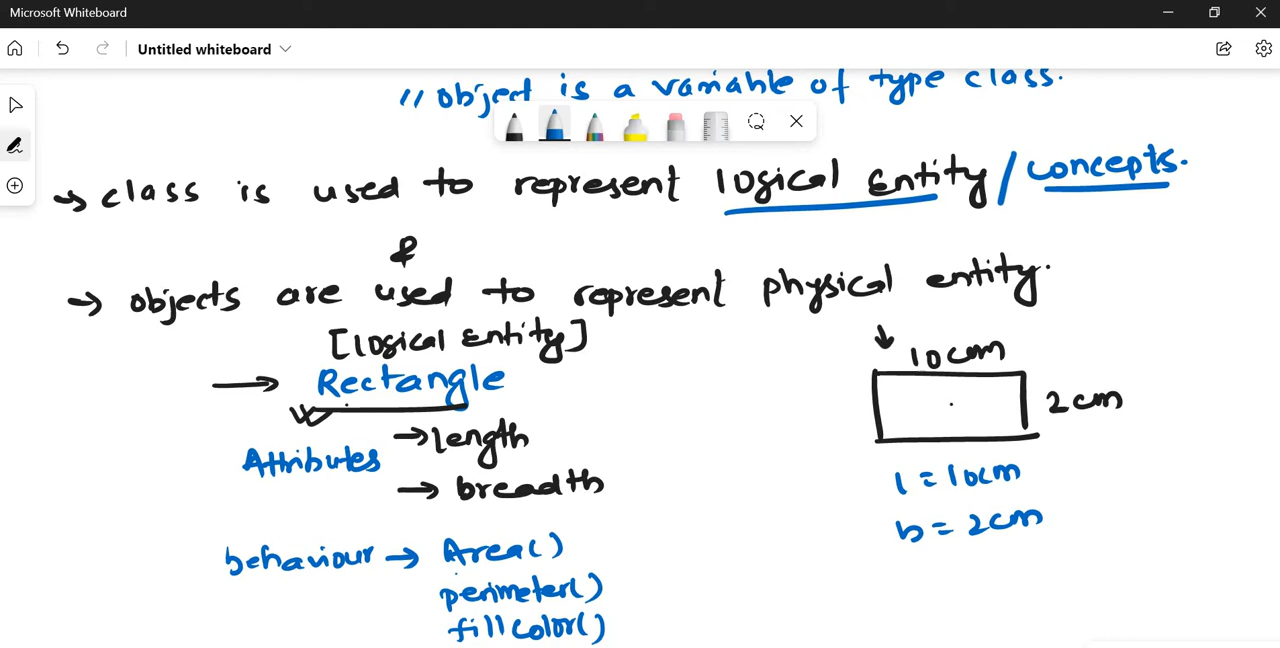 Microsoft Whiteboard
Untitled whiteboard
// object is a variable of type class.
→ class is used to represent logical Entity / concepts.
&
→ objects are used to represent physical entity.
[logical Entity]
→ Rectangle
Attributes
→ length
→ breadth
behaviour → Area()
perimeter()
fillcolor()
10cm
2cm
l = 10cm
b = 2cm